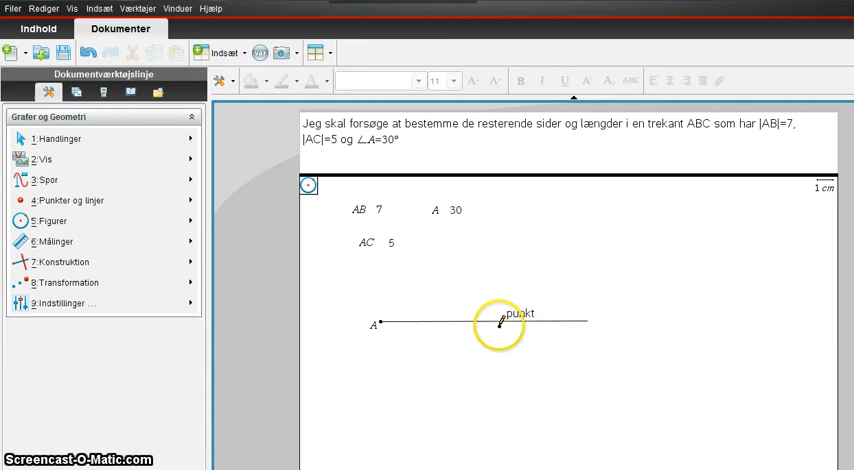 Filer Rediger Vis Indsæt Værktøjer Vinduer Hjælp
Indhold Dokumenter
Indsæt
Dokumentværktøjslinje
11 A A A
B I U A A ABC
Grafer og Geometri
1:Handlinger
2:Vis
3:Spor
4:Punkter og linjer
5:Figurer
6:Målinger
7:Konstruktion
8:Transformation
9:Indstillinger ...
Jeg skal forsøge at bestemme de resterende sider og længder i en trekant ABC som har |AB|=7,
|AC|=5 og ∠A=30°
1 cm
AB 7 A 30
AC 5
punkt
A
Screencast-O-Matic.com